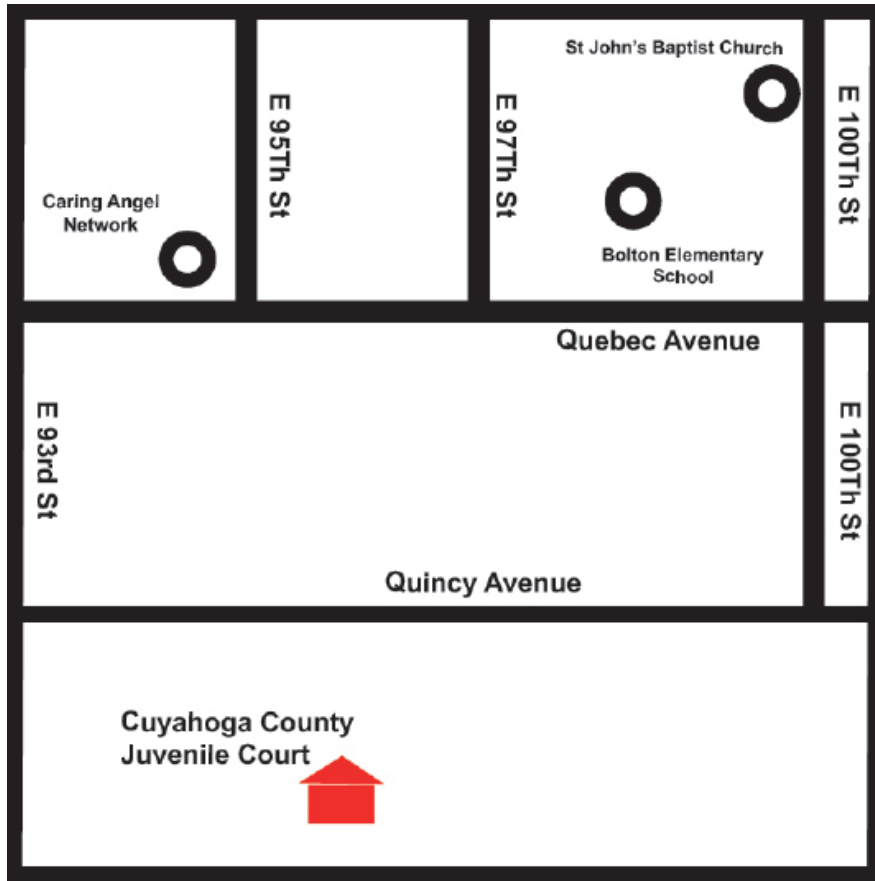 St John's Baptist Church
E 95Th St
E 97Th St
E 100Th St
Caring Angel
Network
Bolton Elementary
School
Quebec Avenue
E 93rd St
E 100Th St
Quincy Avenue
Cuyahoga County
Juvenile Court